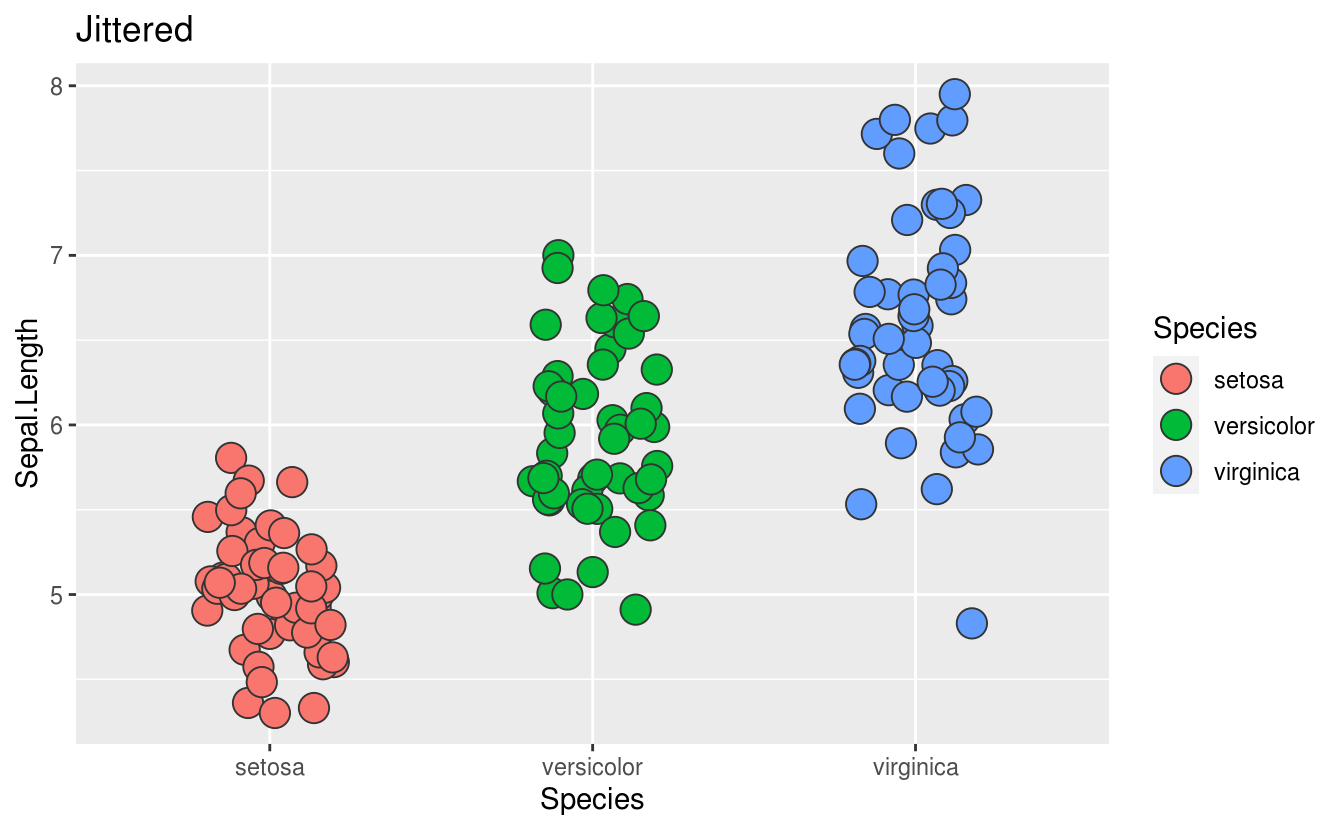 Jittered
8
7
6
5
Sepal.Length
setosa
versicolor
virginica
Species
Species
setosa
versicolor
virginica